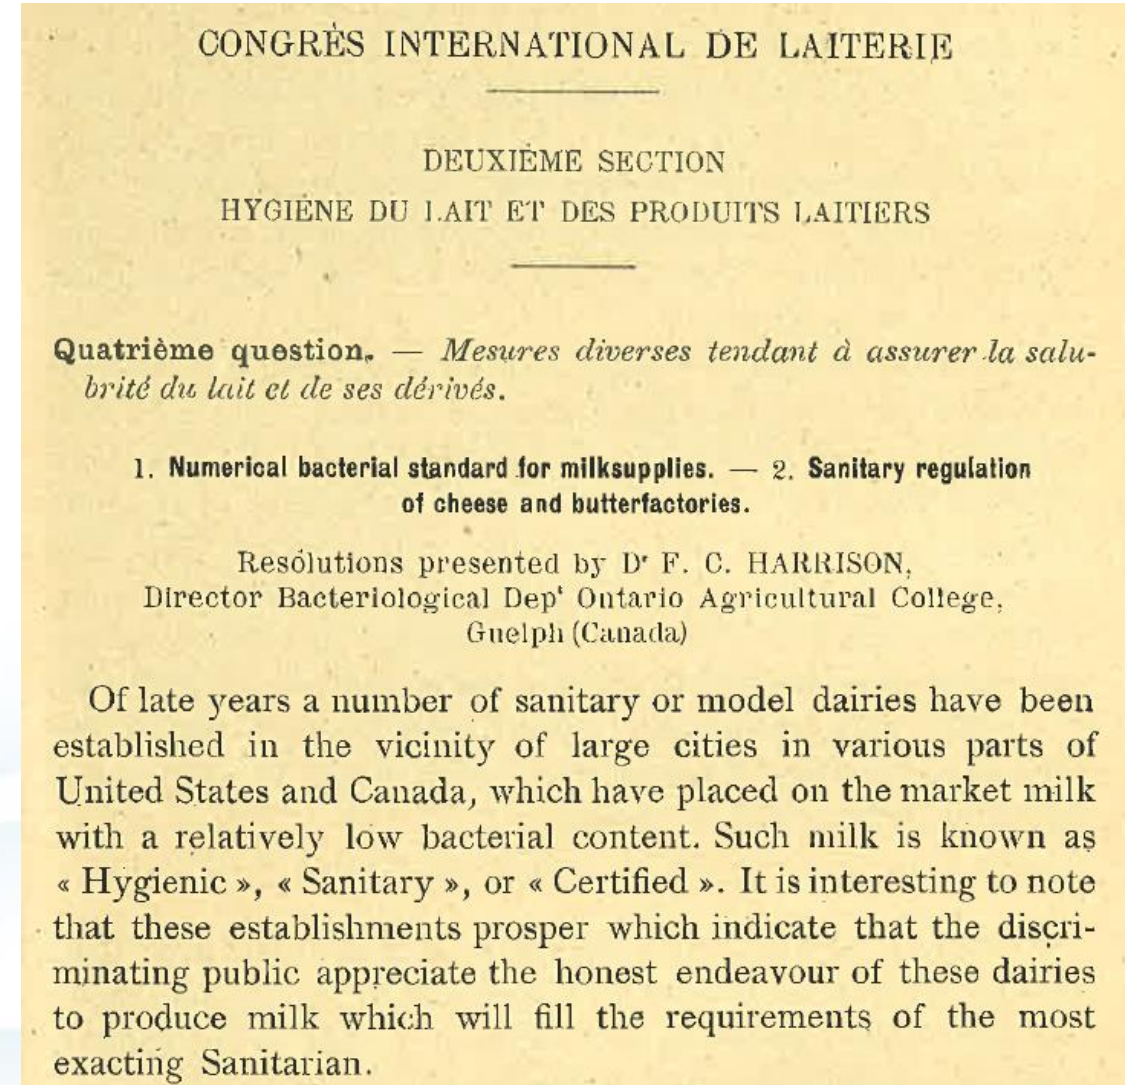 CONGRÈS INTERNATIONAL DE LAITERIE
DEUXIÈME SECTION
HYGIÈNE DU LAIT ET DES PRODUITS LAITIERS
Quatrième question. — Mesures diverses tendant à assurer la salu-
brité du lait et de ses dérivés.
1. Numerical bacterial standard for milksupplies. — 2. Sanitary regulation
of cheese and butterfactories.
Resolutions presented by Dr F. C. HARRISON,
Director Bacteriological Dept Ontario Agricultural College,
Guelph (Canada)
Of late years a number of sanitary or model dairies have been
established in the vicinity of large cities in various parts of
United States and Canada, which have placed on the market milk
with a relatively low bacterial content. Such milk is known as
« Hygienic », « Sanitary », or « Certified ». It is interesting to note
that these establishments prosper which indicate that the discri-
minating public appreciate the honest endeavour of these dairies
to produce milk which will fill the requirements of the most
exacting Sanitarian.